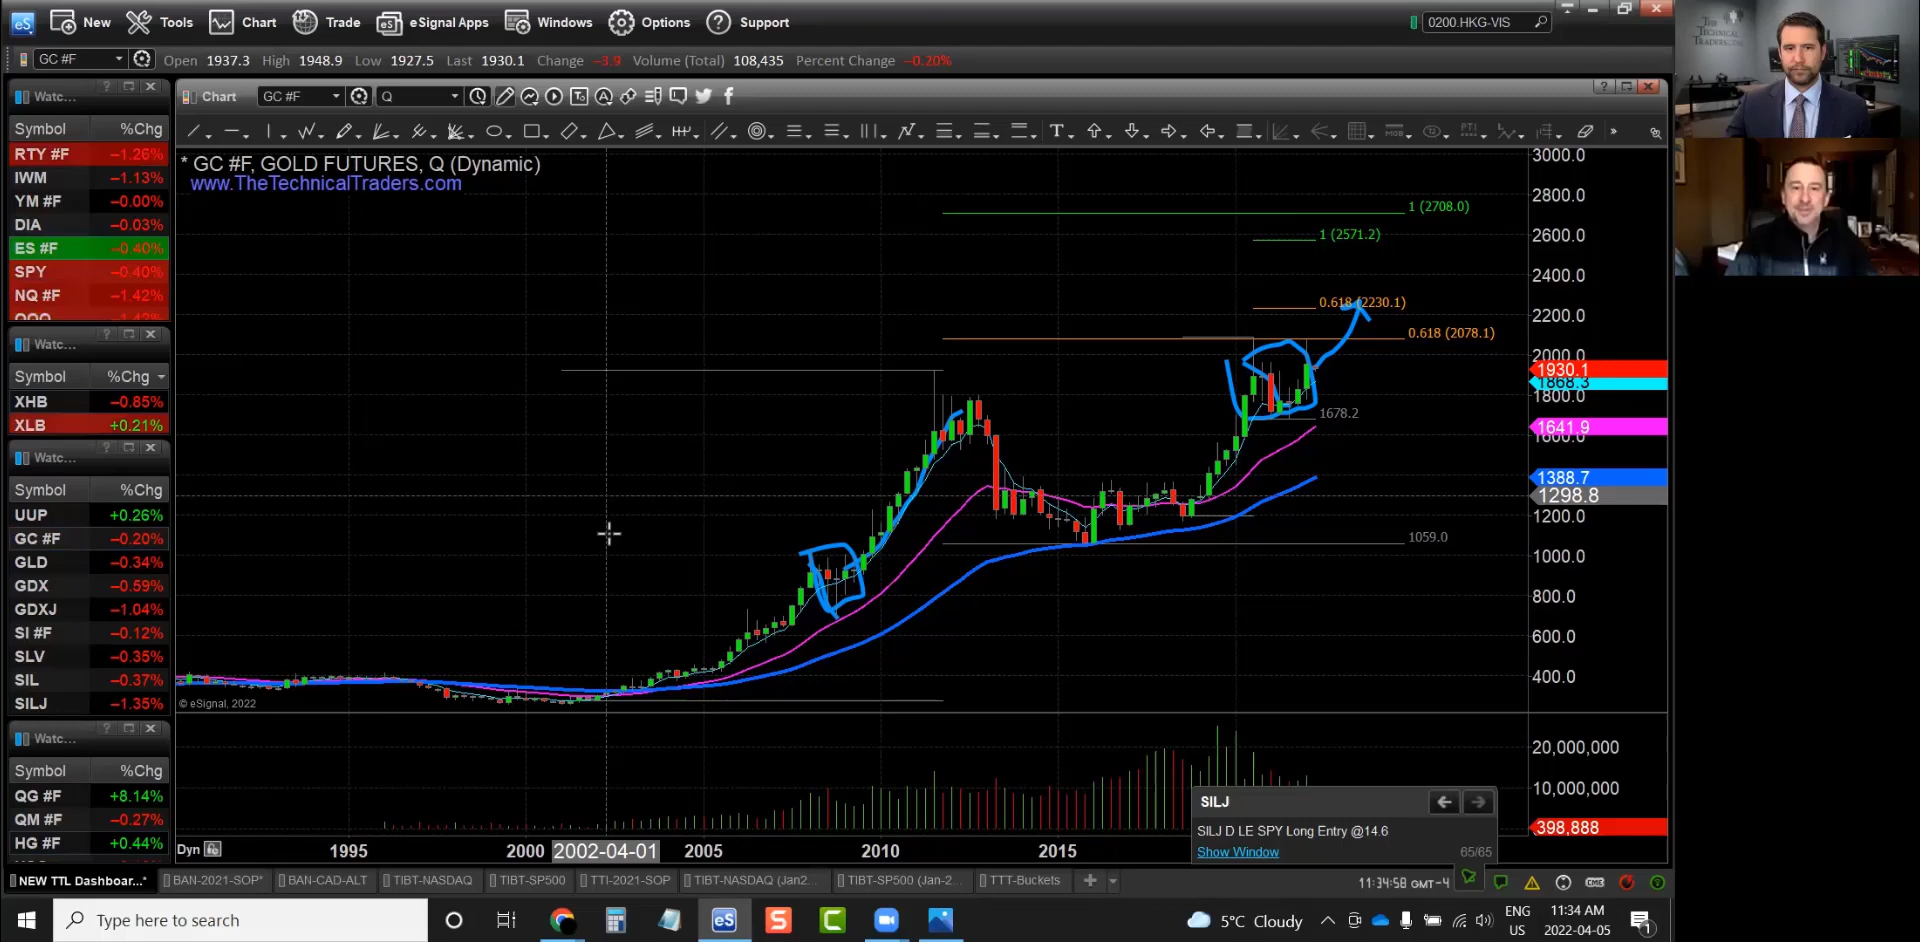 eS New Tools Chart Trade eSignal Apps Windows Options Support 0200.HKG-VIS
GC #F Open 1937.3 High 1948.9 Low 1927.5 Last 1930.1 Change -3.9 Volume (Total) 108,435 Percent Change -0.20%
Watc...
Symbol %Chg
RTY #F -1.26%
IWM -1.13%
YM #F -0.00%
DIA -0.03%
ES #F -0.40%
SPY -0.40%
NQ #F -1.42%
Watc...
Symbol %Chg
XHB -0.85%
XLB +0.21%
Watc...
Symbol %Chg
UUP +0.26%
GC #F -0.20%
GLD -0.34%
GDX -0.59%
GDXJ -1.04%
SI #F -0.12%
SLV -0.35%
SIL -0.37%
SILJ -1.35%
Watc...
Symbol %Chg
QG #F +8.14%
QM #F -0.27%
HG #F +0.44%
Chart GC #F Q
* GC #F, GOLD FUTURES, Q (Dynamic)
www.TheTechnicalTraders.com
1 (2708.0)
1 (2571.2)
0.618 (2230.1)
0.618 (2078.1)
1678.2
1059.0
3000.0
2800.0
2600.0
2400.0
2200.0
2000.0
1930.1
1868.3
1800.0
1641.9
1600.0
1388.7
1298.8
1200.0
1000.0
800.0
600.0
400.0
© eSignal, 2022
20,000,000
10,000,000
398,888
SILJ
SILJ D LE SPY Long Entry @14.6
Show Window 65/65
Dyn 1995 2000 2002-04-01 2005 2010 2015
NEW TTL Dashboar...* BAN-2021-SOP* BAN-CAD-ALT TIBT-NASDAQ TIBT-SP500 TTI-2021-SOP TIBT-NASDAQ (Jan2... TIBT-SP500 (Jan-2... TTT-Buckets
11:34:58 GMT-4
Type here to search
5°C Cloudy
ENG
US
11:34 AM
2022-04-05